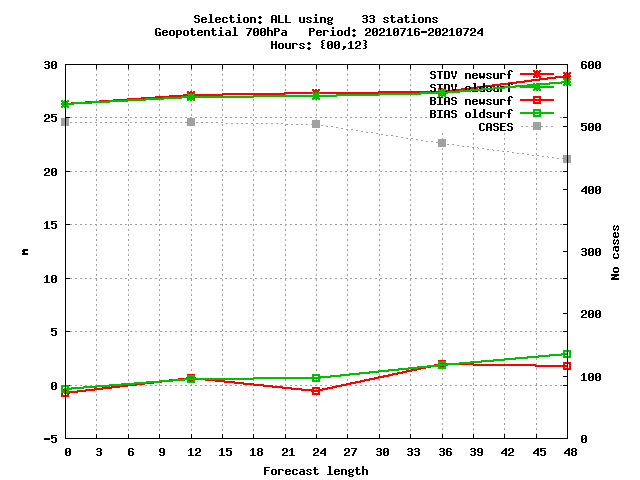 Selection: ALL using    33 stations
Geopotential 700hPa   Period: 20210716-20210724
Hours: {00,12}
30 600
STDV newsurf
STDV oldsurf
BIAS newsurf
BIAS oldsurf
CASES
25 500
20 400
15 300
10 200
5 100
0 0
-5
m
No cases
0 3 6 9 12 15 18 21 24 27 30 33 36 39 42 45 48
Forecast length